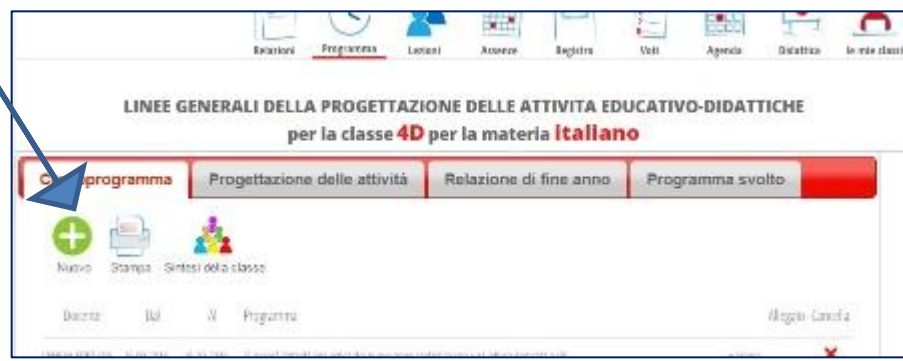 Relazioni Programma Lezioni Assenze Registro Voti Agenda Didattica le mie classi
LINEE GENERALI DELLA PROGETTAZIONE DELLE ATTIVITA EDUCATIVO-DIDATTICHE
per la classe 4D per la materia Italiano
programma Progettazione delle attività Relazione di fine anno Programma svolto
Nuovo Stampa Sintesi della classe
Docente Dal Al Programma Allegato Cancella